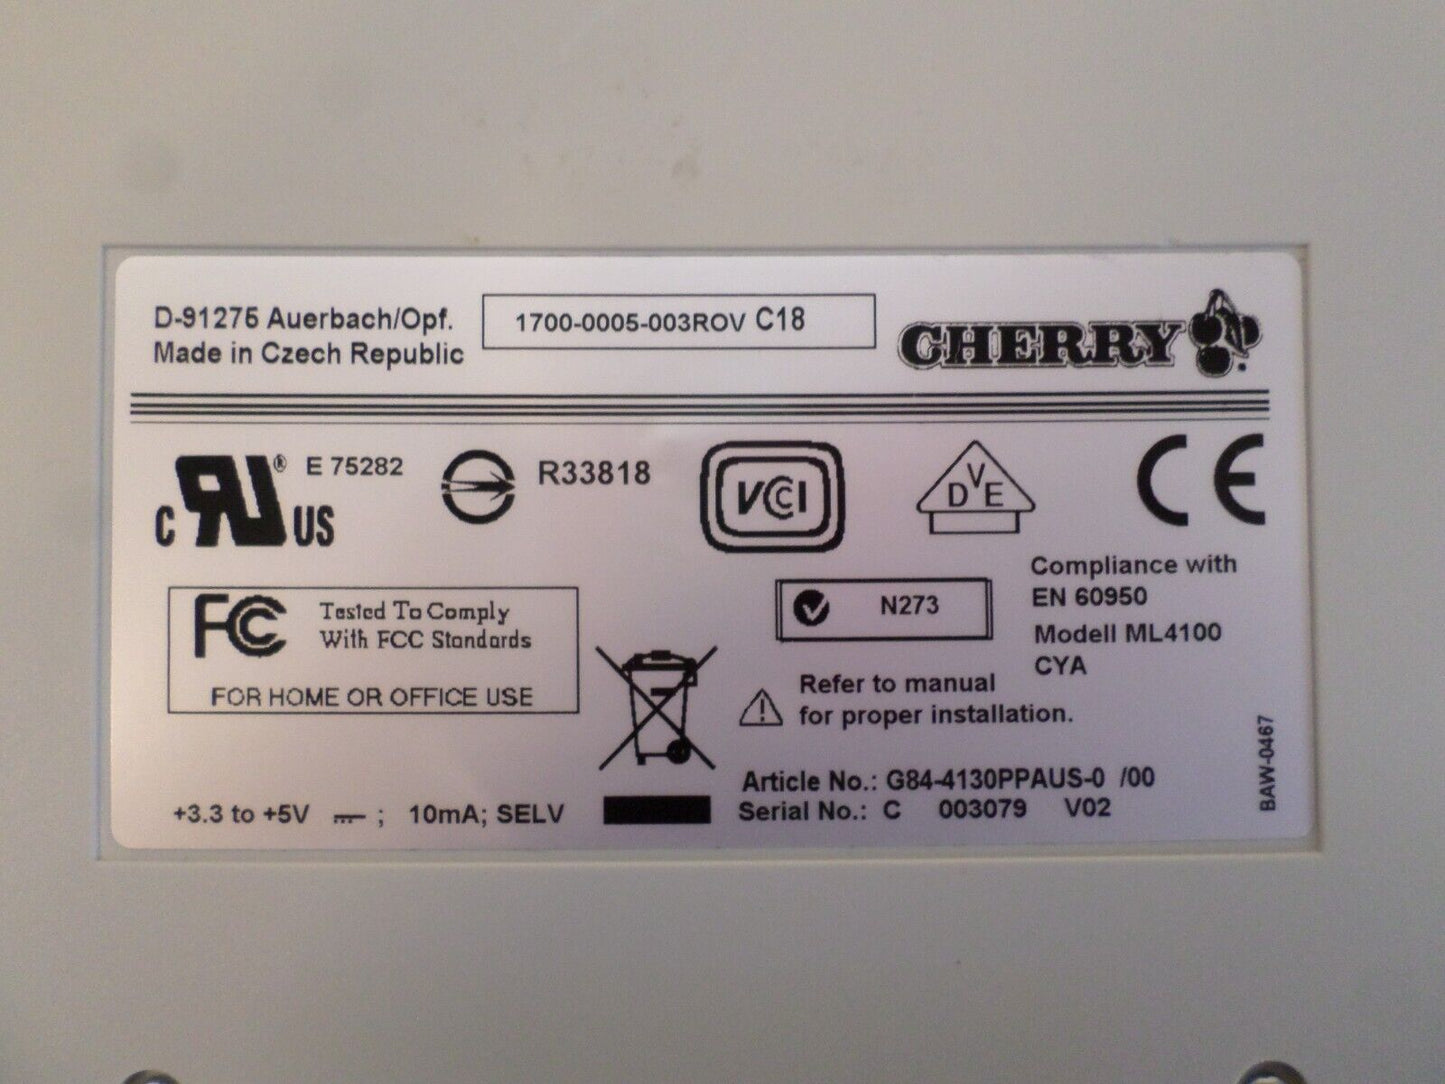 D-91275 Auerbach/Opf.
Made in Czech Republic
1700-0005-003ROV C18
CHERRY
C RU US ® E 75282
R33818
VCCI
DVE
CE
FC Tested To Comply
With FCC Standards
FOR HOME OR OFFICE USE
N273
Compliance with
EN 60950
Modell ML4100
CYA
Refer to manual
for proper installation.
+3.3 to +5V ; 10mA; SELV
Article No.: G84-4130PPAUS-0 /00
Serial No.: C 003079 V02
BAW-0467